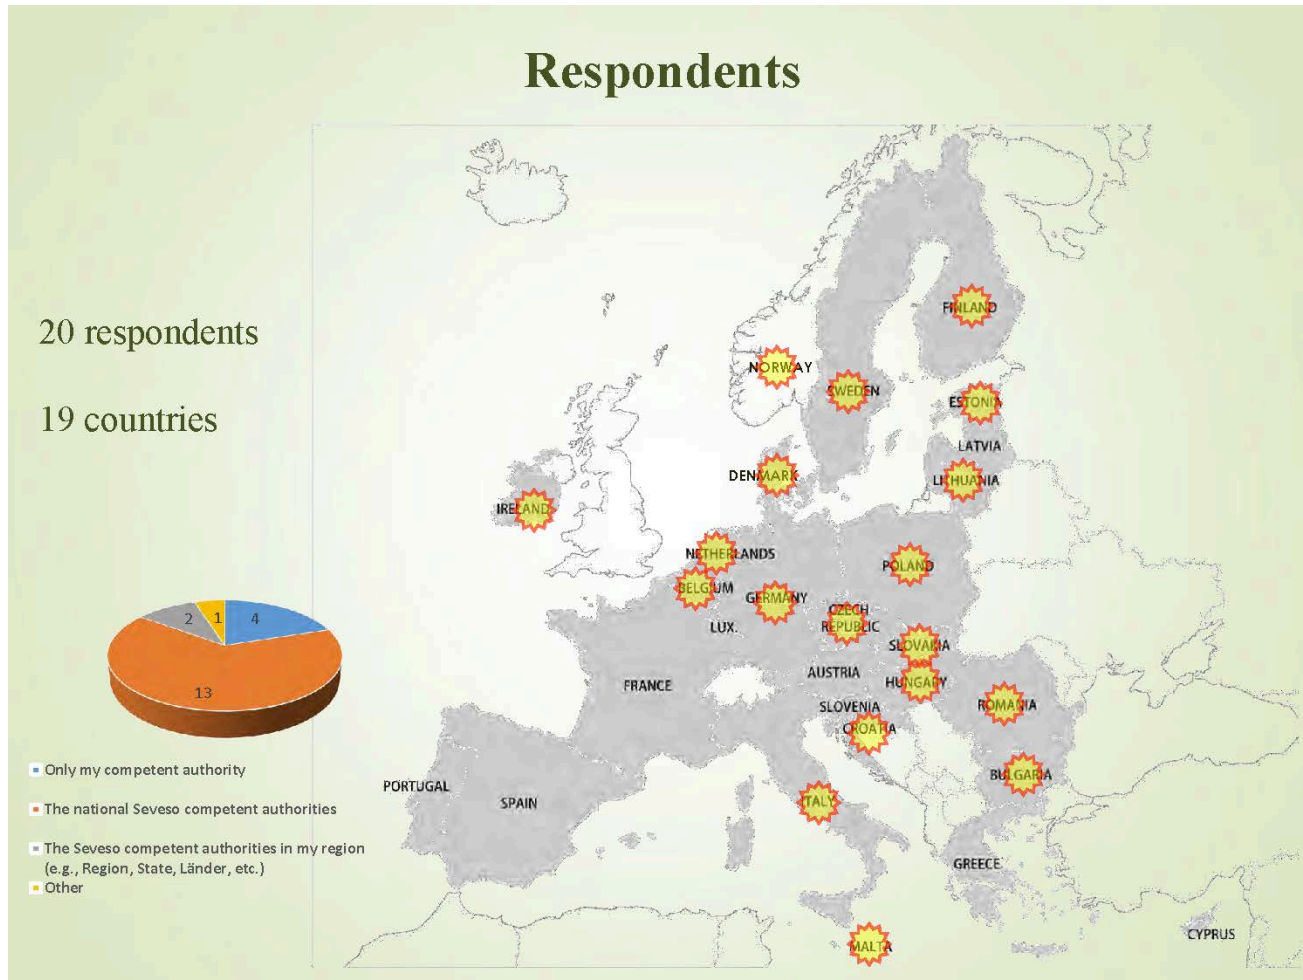 Respondents
20 respondents
19 countries
FINLAND
NORWAY
SWEDEN
ESTONIA
LATVIA
DENMARK
LITHUANIA
IRELAND
NETHERLANDS
POLAND
BELGIUM
GERMANY
CZECH
REPUBLIC
LUX.
SLOVAKIA
AUSTRIA
HUNGARY
FRANCE
SLOVENIA
ROMANIA
CROATIA
BULGARIA
PORTUGAL
SPAIN
ITALY
GREECE
CYPRUS
MALTA
2
1
4
13
Only my competent authority
The national Seveso competent authorities
The Seveso competent authorities in my region
(e.g., Region, State, Länder, etc.)
Other